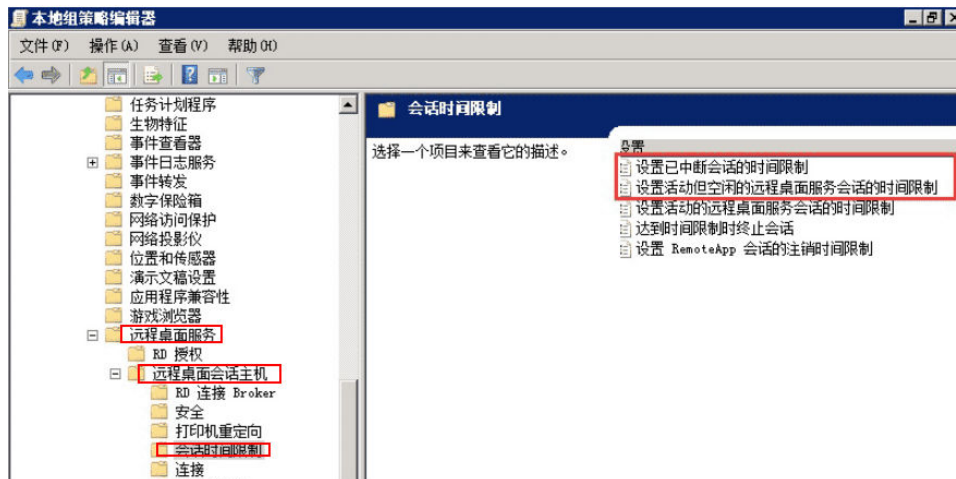 本地组策略编辑器
文件(F) 操作(A) 查看(V) 帮助(H)
任务计划程序
生物特征
事件查看器
事件日志服务
事件转发
数字保险箱
网络访问保护
网络投影仪
位置和传感器
演示文稿设置
应用程序兼容性
游戏浏览器
远程桌面服务
RD 授权
远程桌面会话主机
RD 连接 Broker
安全
打印机重定向
会话时间限制
连接
会话时间限制
选择一个项目来查看它的描述。
设置
设置已中断会话的时间限制
设置活动但空闲的远程桌面服务会话的时间限制
设置活动的远程桌面服务会话的时间限制
达到时间限制时终止会话
设置 RemoteApp 会话的注销时间限制